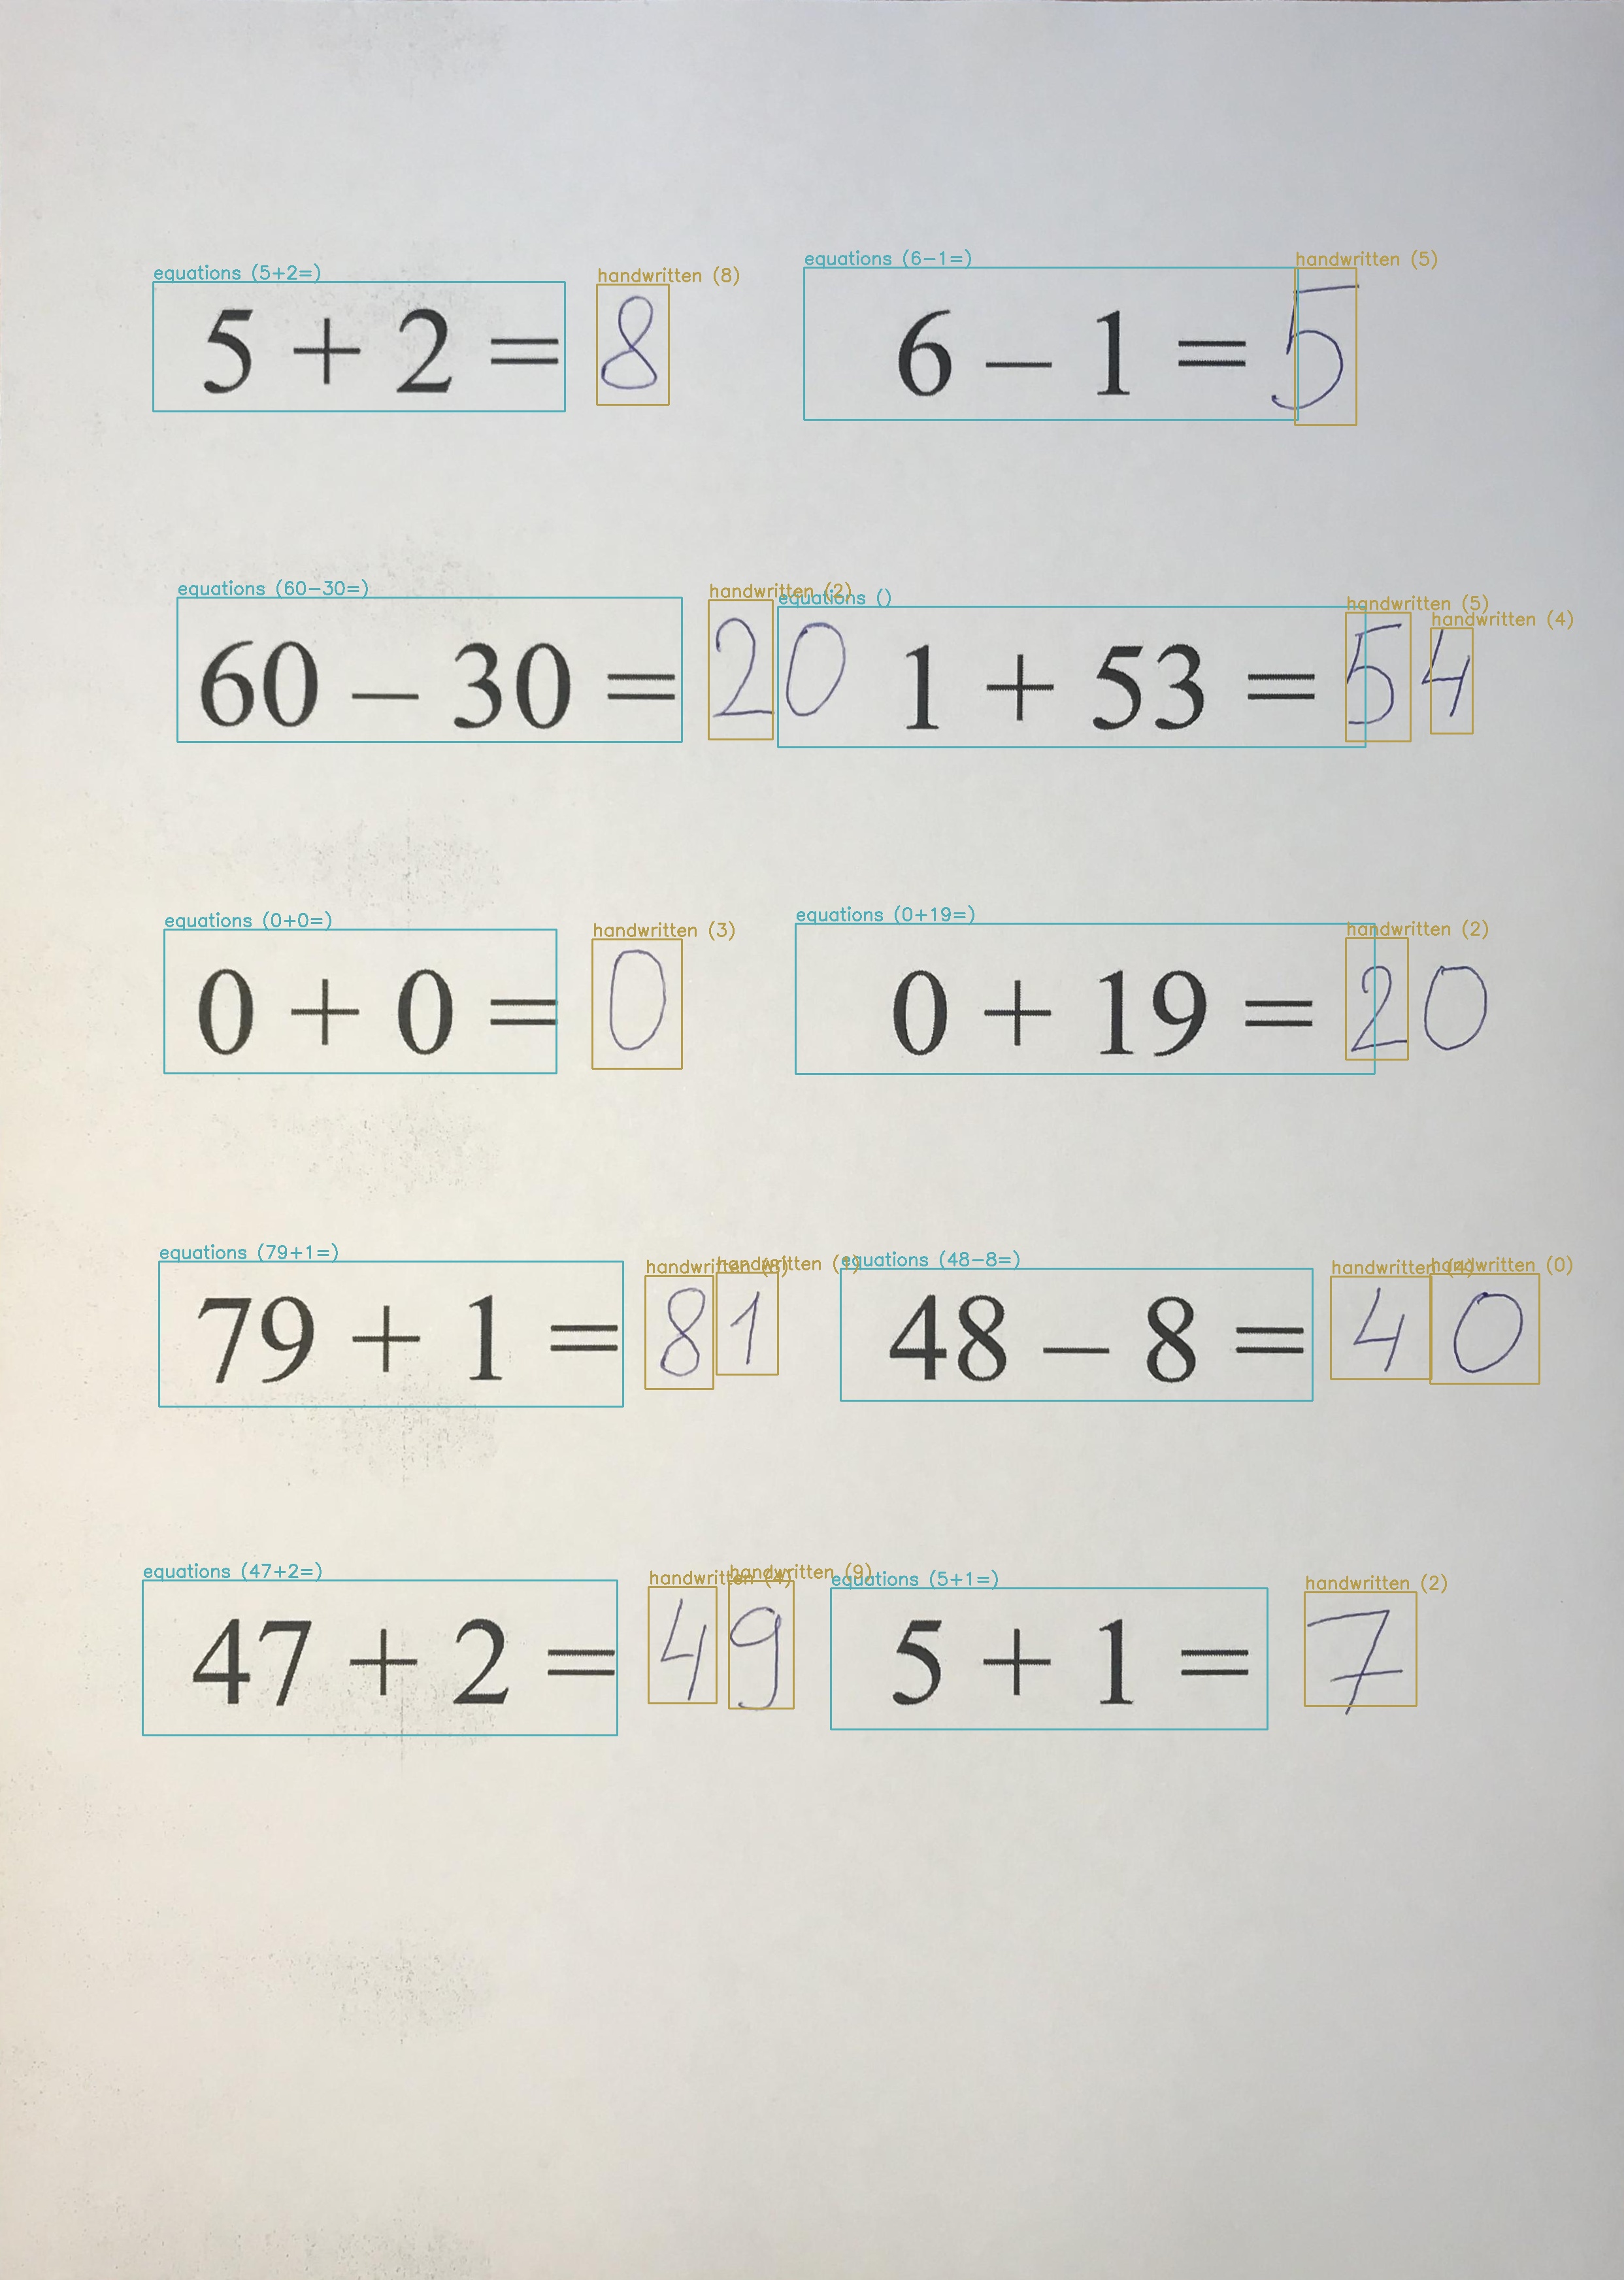 equations (5+2=) handwritten (8) equations (6-1=) handwritten (5)
5 + 2 = 8 6 – 1 = 5
equations (60-30=) handwritten (2) equations () handwritten (5) handwritten (4)
60 – 30 = 20 1 + 53 = 54
equations (0+0=) handwritten (3) equations (0+19=) handwritten (2)
0 + 0 = 0 0 + 19 = 20
equations (79+1=) handwritten (8) handwritten (1) equations (48-8=) handwritten (4) handwritten (0)
79 + 1 = 81 48 – 8 = 40
equations (47+2=) handwritten (4) handwritten (9) equations (5+1=) handwritten (2)
47 + 2 = 49 5 + 1 = 7